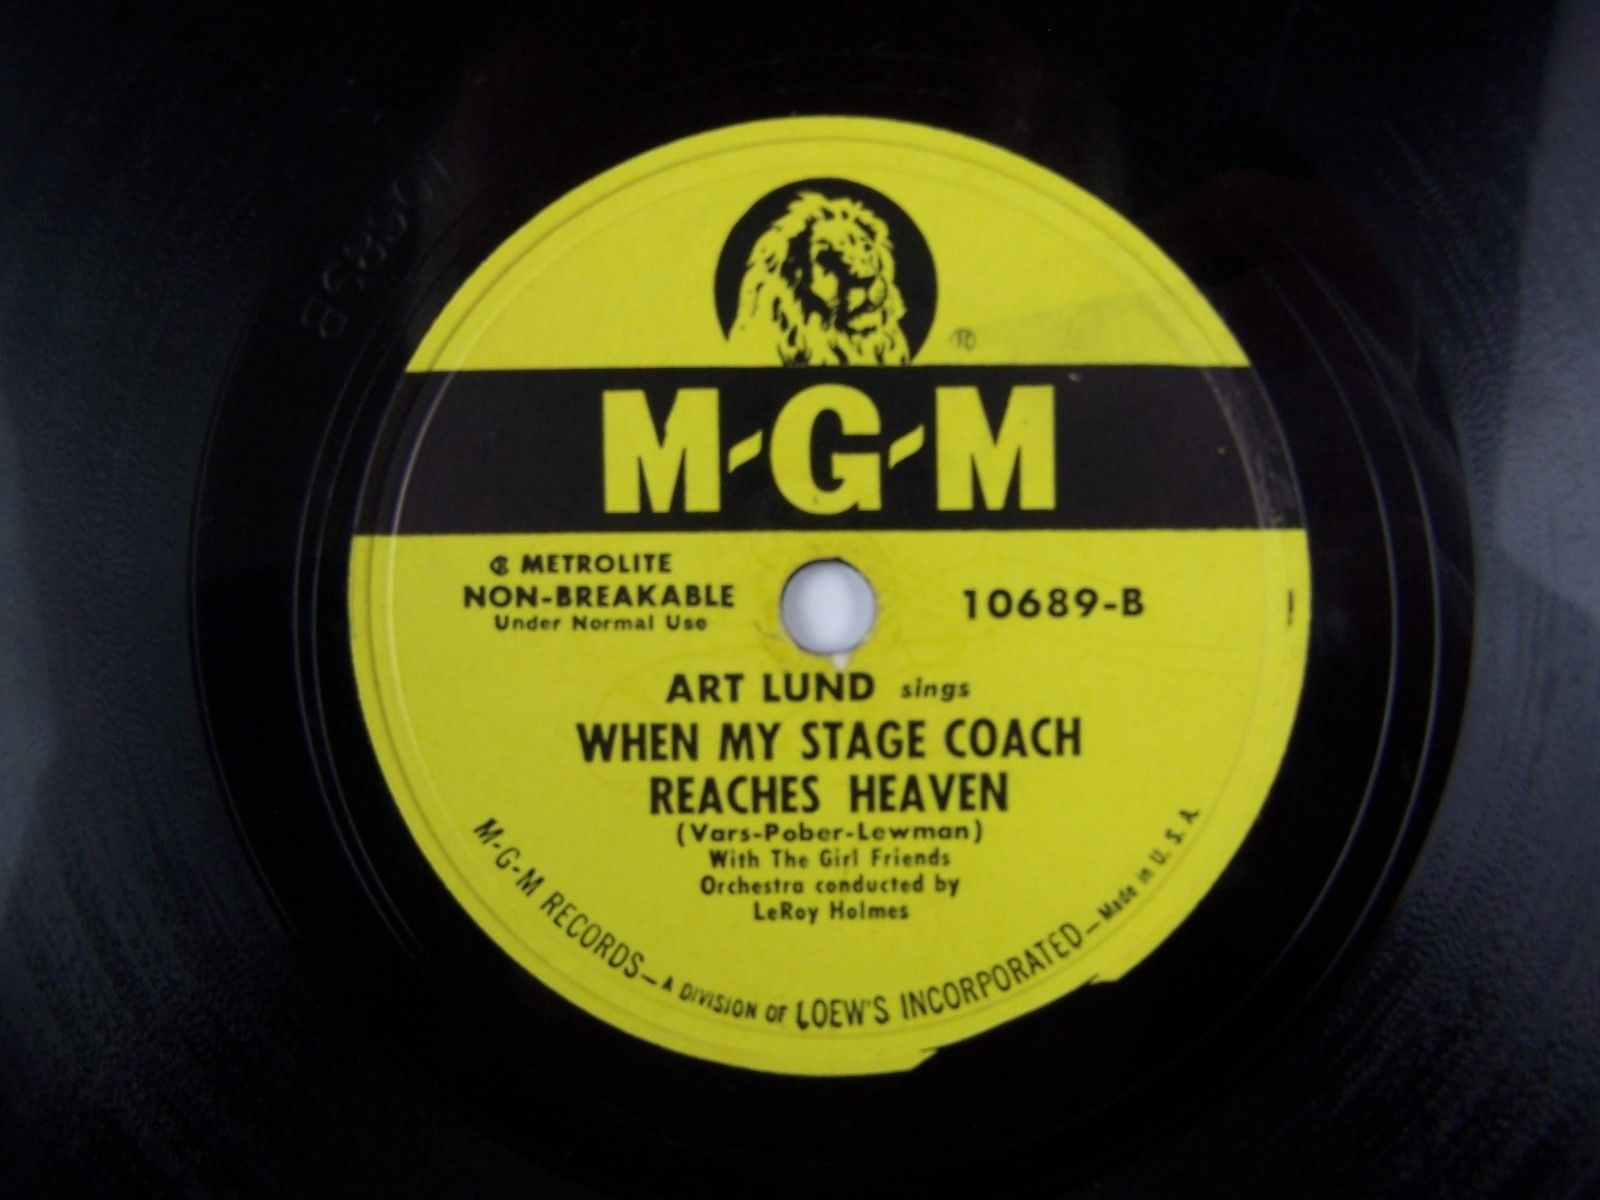 10689B
®
M-G-M
® METROLITE
NON-BREAKABLE
Under Normal Use
10689-B
ART LUND sings
WHEN MY STAGE COACH
REACHES HEAVEN
(Vars-Pober-Lewman)
With The Girl Friends
Orchestra conducted by
LeRoy Holmes
M-G-M RECORDS—A DIVISION OF LOEW'S INCORPORATED—Made in U. S. A.